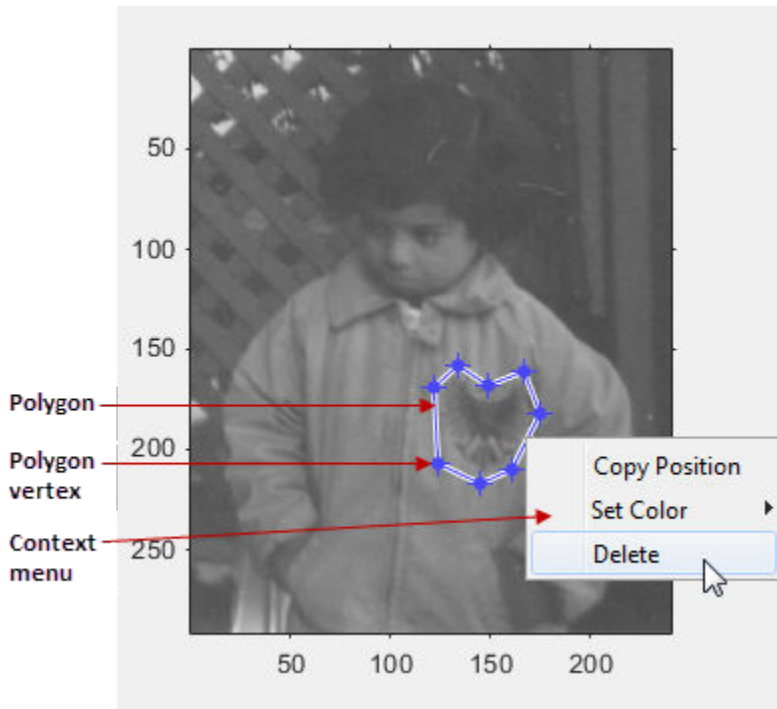 50
100
150
Polygon
200
Polygon
vertex
Copy Position
Set Color
Context
menu
250
Delete
50 100 150 200